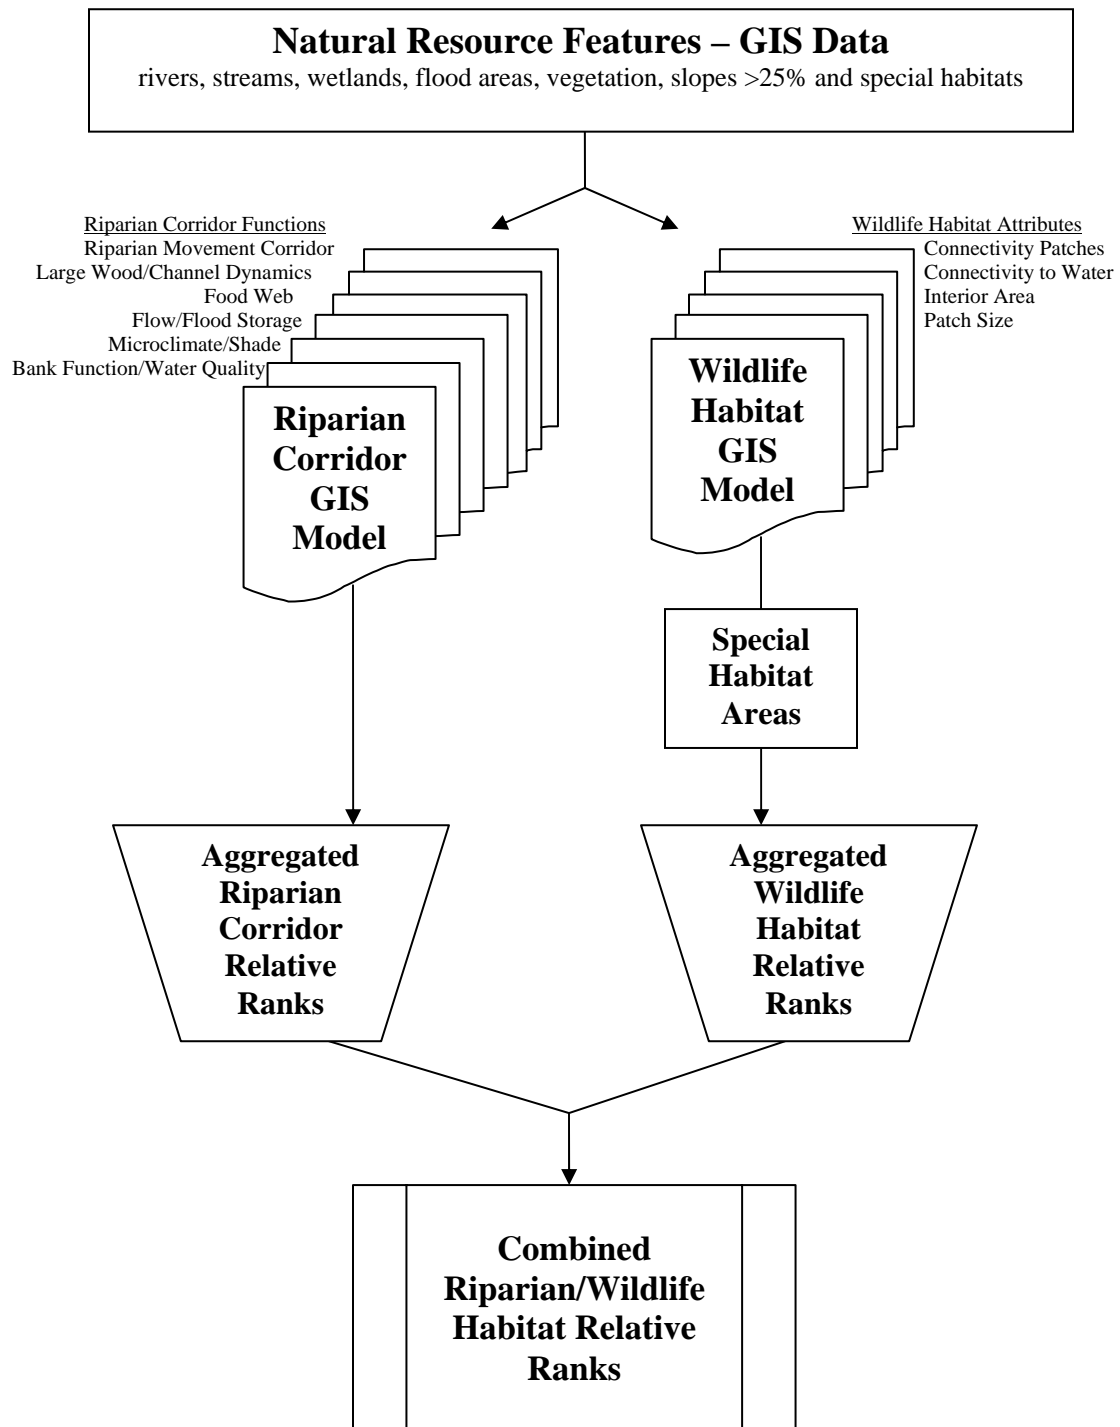 Natural Resource Features – GIS Data
rivers, streams, wetlands, flood areas, vegetation, slopes >25% and special habitats
Riparian Corridor Functions
Riparian Movement Corridor
Large Wood/Channel Dynamics
Food Web
Flow/Flood Storage
Microclimate/Shade
Bank Function/Water Quality
Riparian
Corridor
GIS
Model
Wildlife Habitat Attributes
Connectivity Patches
Connectivity to Water
Interior Area
Patch Size
Wildlife
Habitat
GIS
Model
Special
Habitat
Areas
Aggregated
Riparian
Corridor
Relative
Ranks
Aggregated
Wildlife
Habitat
Relative
Ranks
Combined
Riparian/Wildlife
Habitat Relative
Ranks